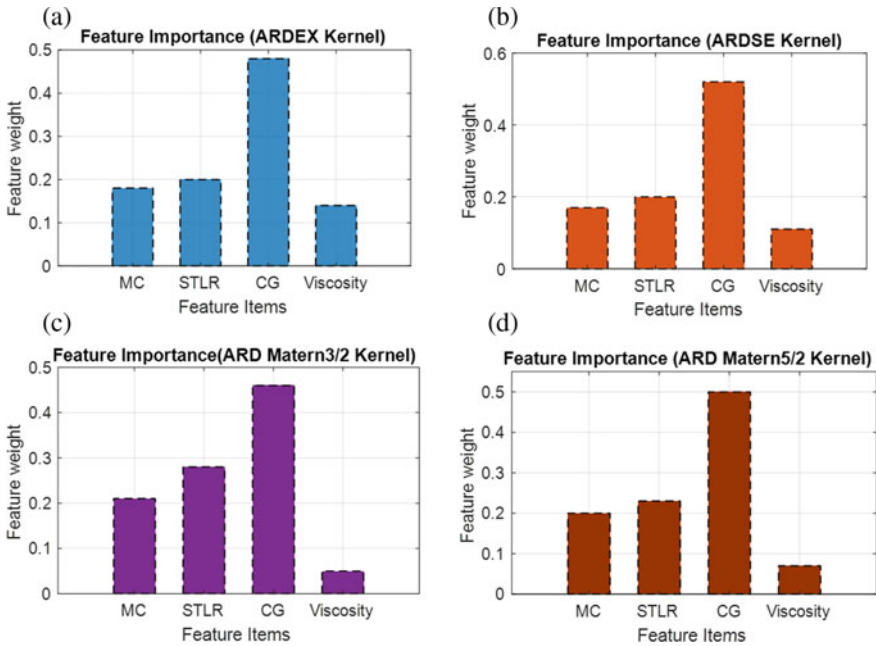 (a)
Feature Importance (ARDEX Kernel)
0.5
0.4
0.3
0.2
0.1
0
Feature weight
MC STLR CG Viscosity
Feature Items
(b)
Feature Importance (ARDSE Kernel)
0.6
0.4
0.2
0
Feature weight
MC STLR CG Viscosity
Feature Items
(c)
Feature Importance(ARD Matern3/2 Kernel)
0.5
0.4
0.3
0.2
0.1
0
Feature weight
MC STLR CG Viscosity
Feature Items
(d)
Feature Importance (ARD Matern5/2 Kernel)
0.5
0.4
0.3
0.2
0.1
0
Feature weight
MC STLR CG Viscosity
Feature Items